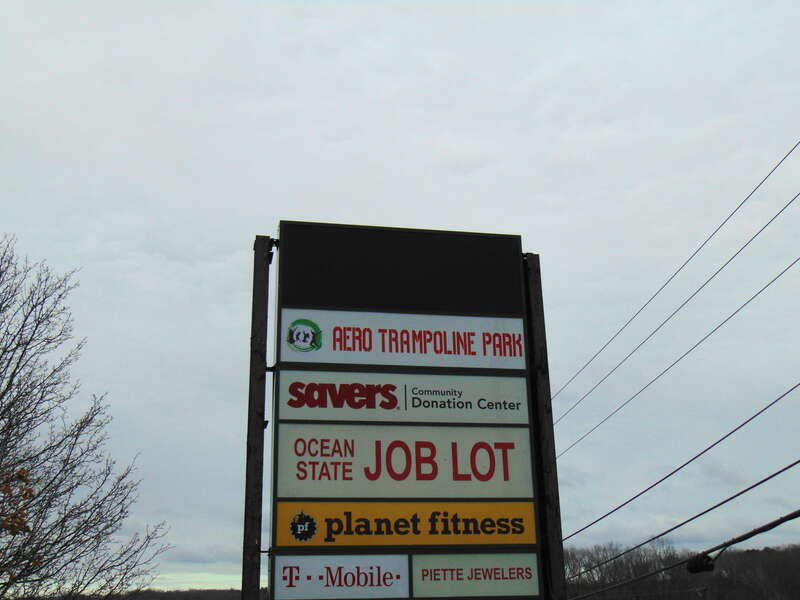 AERO TRAMPOLINE PARK
savers® Community
Donation Center
OCEAN
STATE JOB LOT
pf planet fitness
T··Mobile·
PIETTE JEWELERS